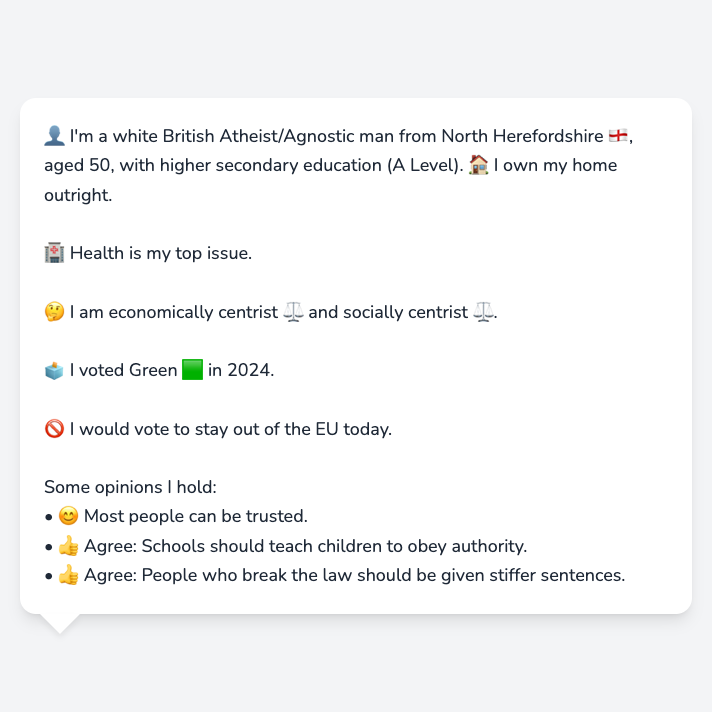 👤 I'm a white British Atheist/Agnostic man from North Herefordshire 🏴󠁧󠁢󠁥󠁮󠁧󠁿,
aged 50, with higher secondary education (A Level). 🏠 I own my home
outright.
🏥 Health is my top issue.
🤔 I am economically centrist ⚖️ and socially centrist ⚖️.
🗳️ I voted Green 🟩 in 2024.
🚫 I would vote to stay out of the EU today.
Some opinions I hold:
• 😊 Most people can be trusted.
• 👍 Agree: Schools should teach children to obey authority.
• 👍 Agree: People who break the law should be given stiffer sentences.